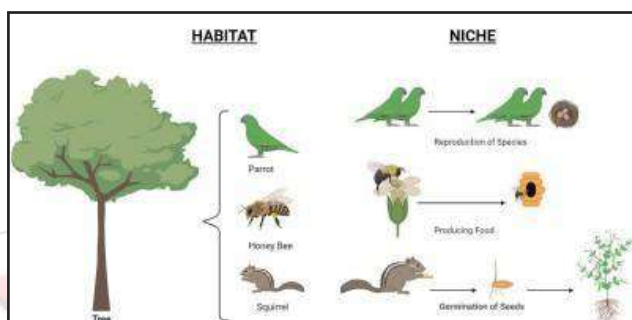 HABITAT
NICHE
Reproduction of Species
Parrot
Producing Food
Honey Bee
Germination of Seeds
Squirrel
Tree